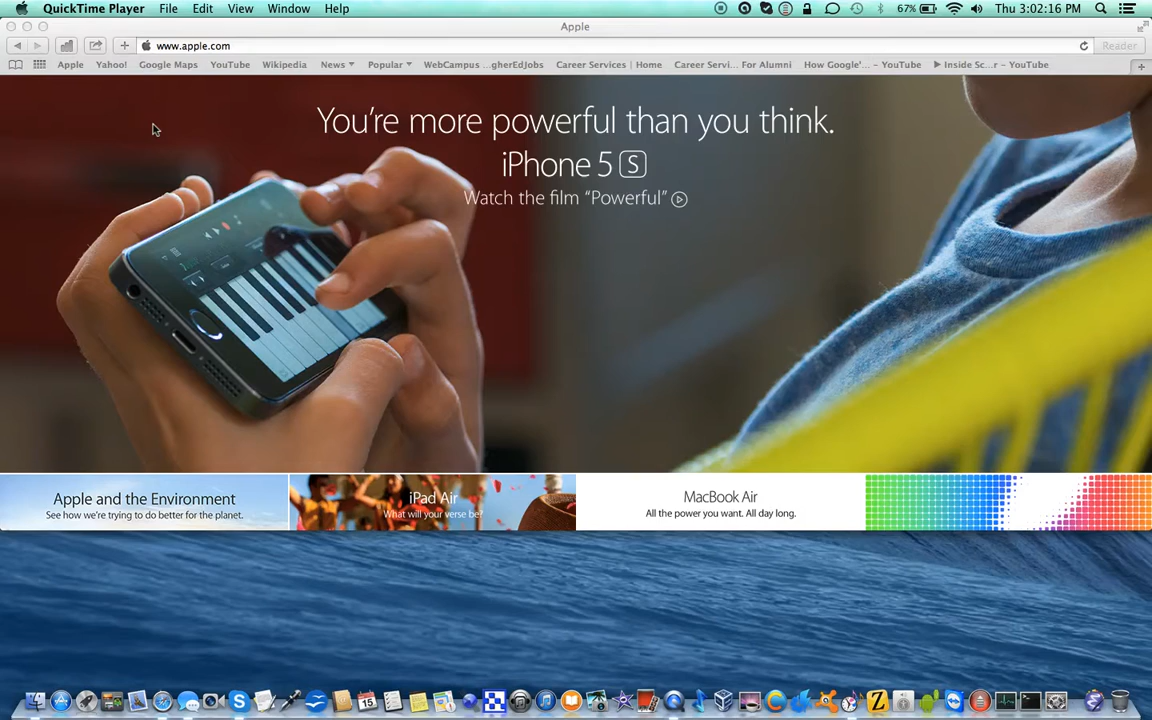 QuickTime Player File Edit View Window Help 67% Thu 3:02:16 PM
Apple
www.apple.com Reader
Apple Yahoo! Google Maps YouTube Wikipedia News Popular WebCampus ...gherEdJobs Career Services | Home Career Servi... For Alumni How Google'... – YouTube Inside Sc...r – YouTube
You're more powerful than you think.
iPhone 5 S
Watch the film “Powerful”
Apple and the Environment
See how we're trying to do better for the planet.
iPad Air
What will your verse be?
MacBook Air
All the power you want. All day long.
15